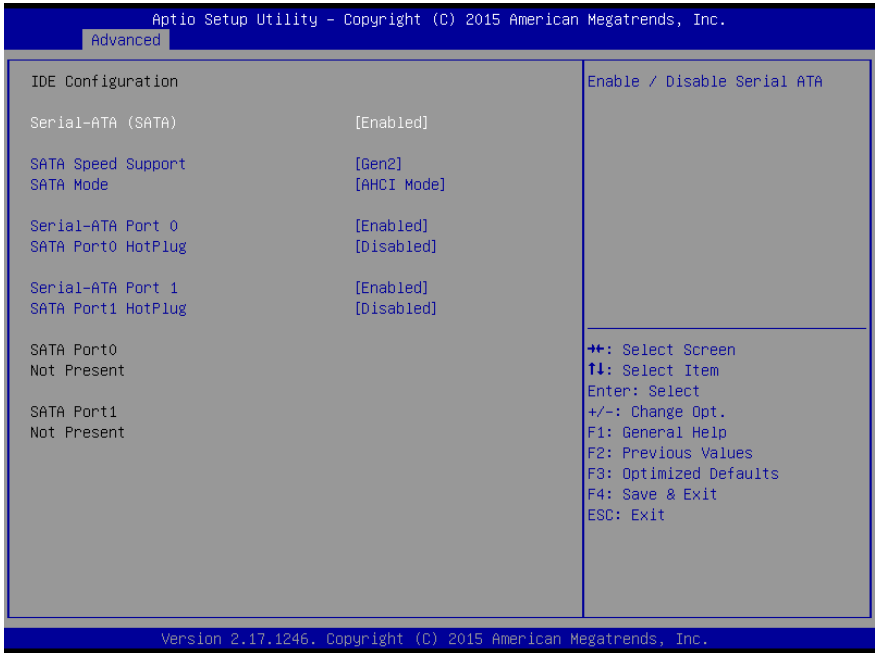 Aptio Setup Utility – Copyright (C) 2015 American Megatrends, Inc.
Advanced
IDE Configuration
Serial-ATA (SATA) [Enabled]
SATA Speed Support [Gen2]
SATA Mode [AHCI Mode]
Serial-ATA Port 0 [Enabled]
SATA Port0 HotPlug [Disabled]
Serial-ATA Port 1 [Enabled]
SATA Port1 HotPlug [Disabled]
SATA Port0
Not Present
SATA Port1
Not Present
Enable / Disable Serial ATA
→←: Select Screen
↑↓: Select Item
Enter: Select
+/-: Change Opt.
F1: General Help
F2: Previous Values
F3: Optimized Defaults
F4: Save & Exit
ESC: Exit
Version 2.17.1246. Copyright (C) 2015 American Megatrends, Inc.